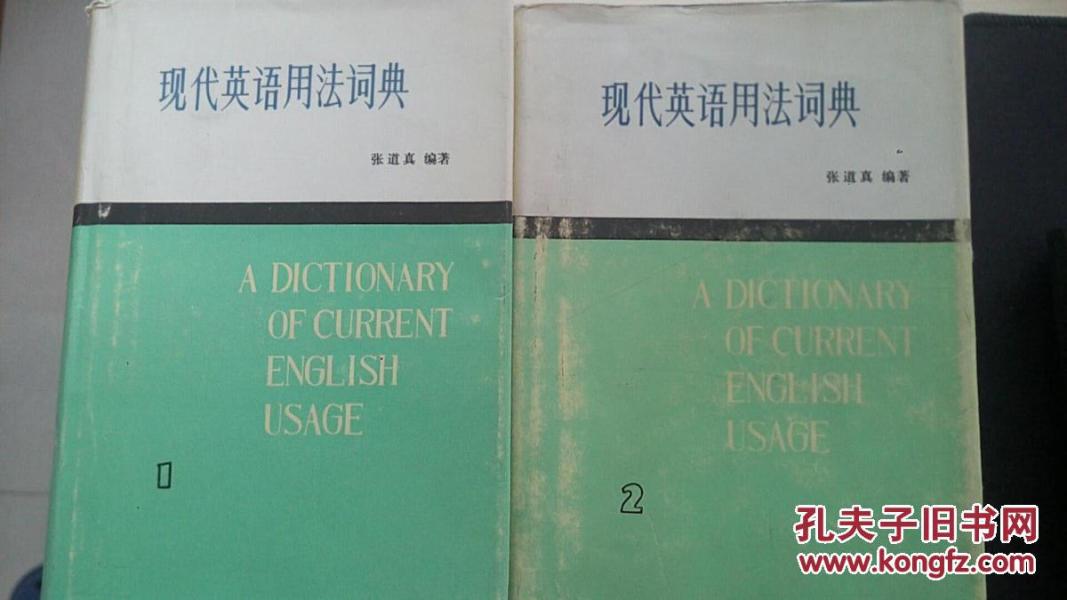 现代英语用法词典
张道真 编著
A DICTIONARY
OF CURRENT
ENGLISH
USAGE
1
现代英语用法词典
张道真 编著
A DICTIONARY
OF CURRENT
ENGLISH
USAGE
2
孔夫子旧书网
www.kongfz.com